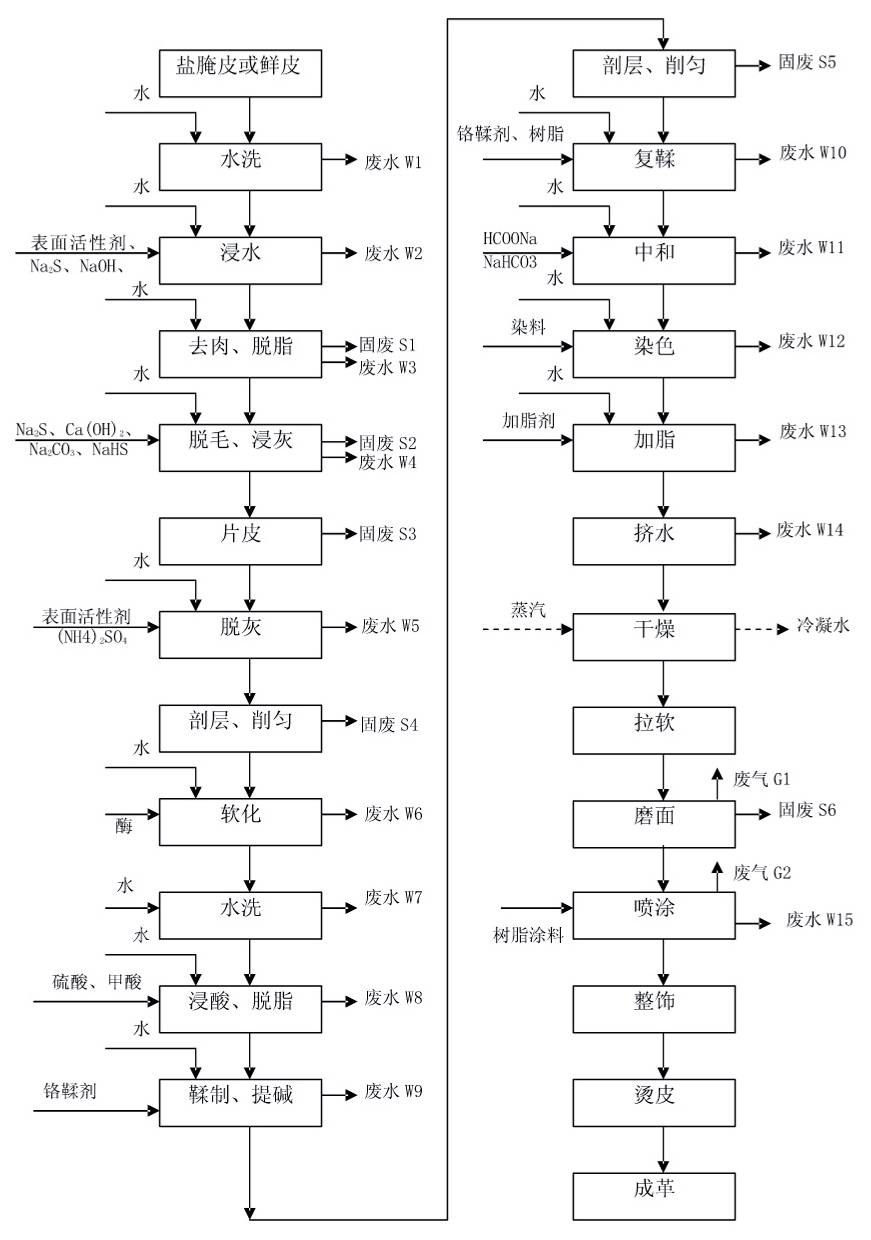 盐腌皮或鲜皮
水
水洗
废水 W1
水
表面活性剂、
Na₂S、NaOH、
浸水
废水 W2
水
去肉、脱脂
固废 S1
废水 W3
水
Na₂S、Ca(OH)₂、
Na₂CO₃、NaHS
脱毛、浸灰
固废 S2
废水 W4
片皮
固废 S3
水
表面活性剂
(NH4)₂SO₄
脱灰
废水 W5
剖层、削匀
固废 S4
水
酶
软化
废水 W6
水
水洗
废水 W7
水
硫酸、甲酸
浸酸、脱脂
废水 W8
水
铬鞣剂
鞣制、提碱
废水 W9
剖层、削匀
固废 S5
水
铬鞣剂、树脂
复鞣
废水 W10
水
HCOONa
NaHCO3
中和
废水 W11
水
染料
染色
废水 W12
水
加脂剂
加脂
废水 W13
挤水
废水 W14
蒸汽
干燥
冷凝水
拉软
废气 G1
磨面
固废 S6
废气 G2
喷涂
树脂涂料
废水 W15
整饰
烫皮
成革